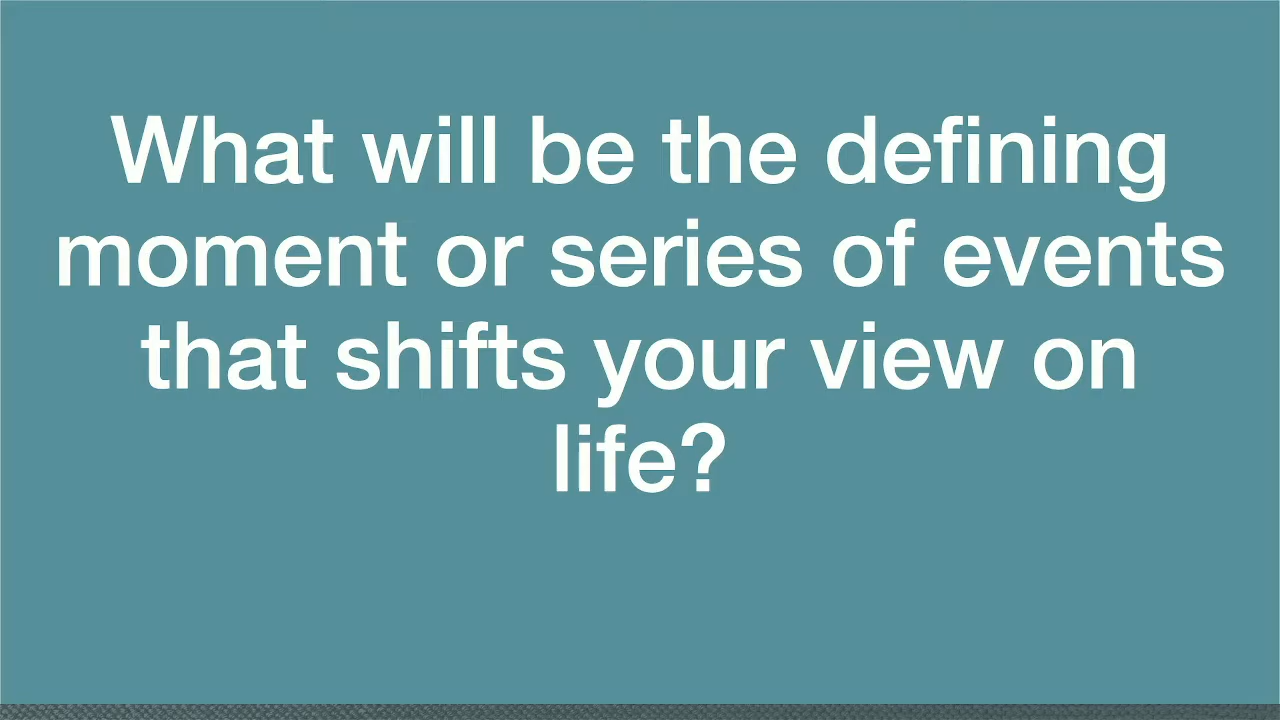 What will be the defining
moment or series of events
that shifts your view on
life?